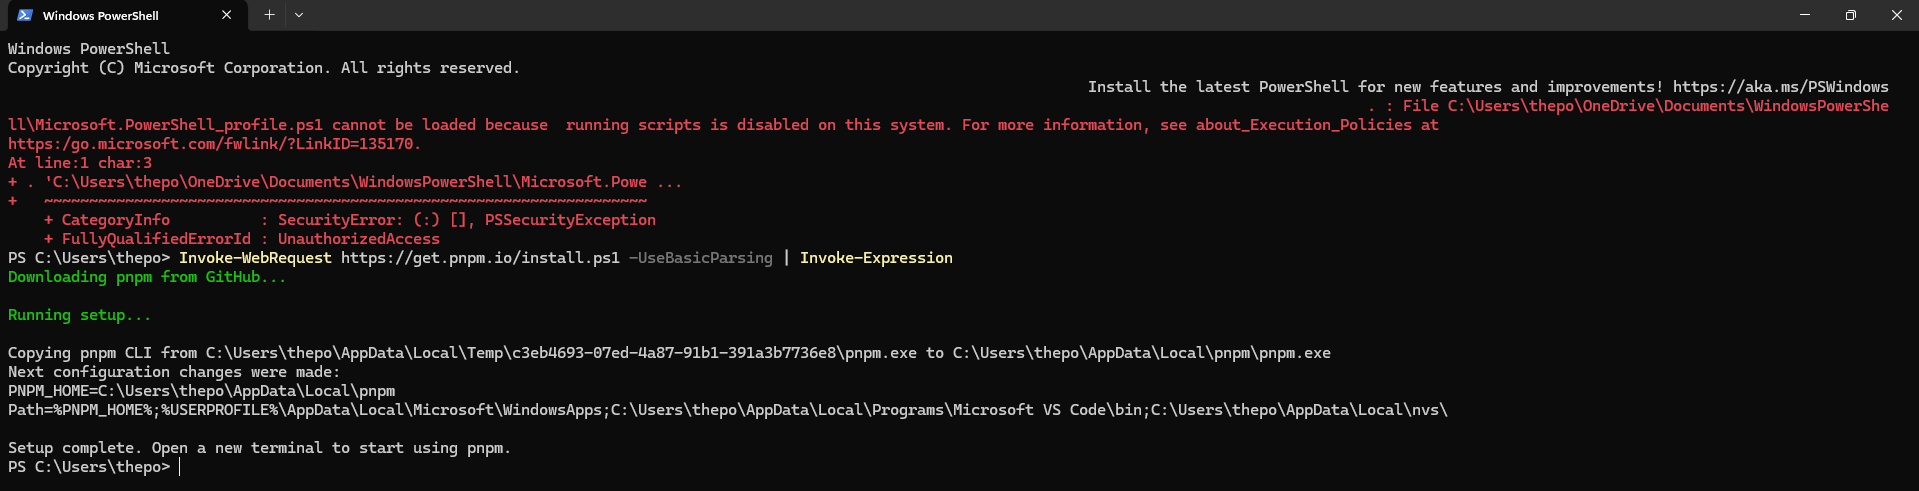 Windows PowerShell
Windows PowerShell
Copyright (C) Microsoft Corporation. All rights reserved.
Install the latest PowerShell for new features and improvements! https://aka.ms/PSWindows
. : File C:\Users\thepo\OneDrive\Documents\WindowsPowerShe
ll\Microsoft.PowerShell_profile.ps1 cannot be loaded because  running scripts is disabled on this system. For more information, see about_Execution_Policies at
https:/go.microsoft.com/fwlink/?LinkID=135170.
At line:1 char:3
+ . 'C:\Users\thepo\OneDrive\Documents\WindowsPowerShell\Microsoft.Powe ...
+   ~~~~~~~~~~~~~~~~~~~~~~~~~~~~~~~~~~~~~~~~~~~~~~~~~~~~~~~~~~~~~~~~~~~
    + CategoryInfo          : SecurityError: (:) [], PSSecurityException
    + FullyQualifiedErrorId : UnauthorizedAccess
PS C:\Users\thepo> Invoke-WebRequest https://get.pnpm.io/install.ps1 -UseBasicParsing | Invoke-Expression
Downloading pnpm from GitHub...
Running setup...
Copying pnpm CLI from C:\Users\thepo\AppData\Local\Temp\c3eb4693-07ed-4a87-91b1-391a3b7736e8\pnpm.exe to C:\Users\thepo\AppData\Local\pnpm\pnpm.exe
Next configuration changes were made:
PNPM_HOME=C:\Users\thepo\AppData\Local\pnpm
Path=%PNPM_HOME%;%USERPROFILE%\AppData\Local\Microsoft\WindowsApps;C:\Users\thepo\AppData\Local\Programs\Microsoft VS Code\bin;C:\Users\thepo\AppData\Local\nvs\
Setup complete. Open a new terminal to start using pnpm.
PS C:\Users\thepo>